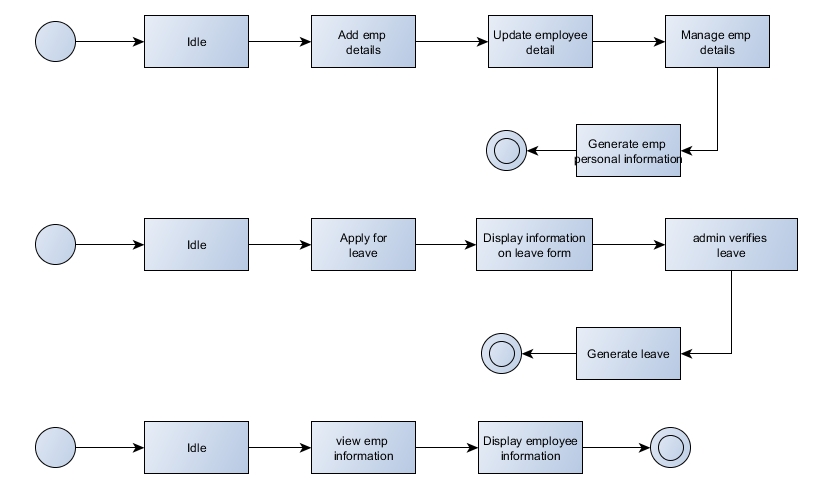 Idle
Add emp
details
Update employee
detail
Manage emp
details
Generate emp
personal information
Idle
Apply for
leave
Display information
on leave form
admin verifies
leave
Generate leave
Idle
view emp
information
Display employee
information